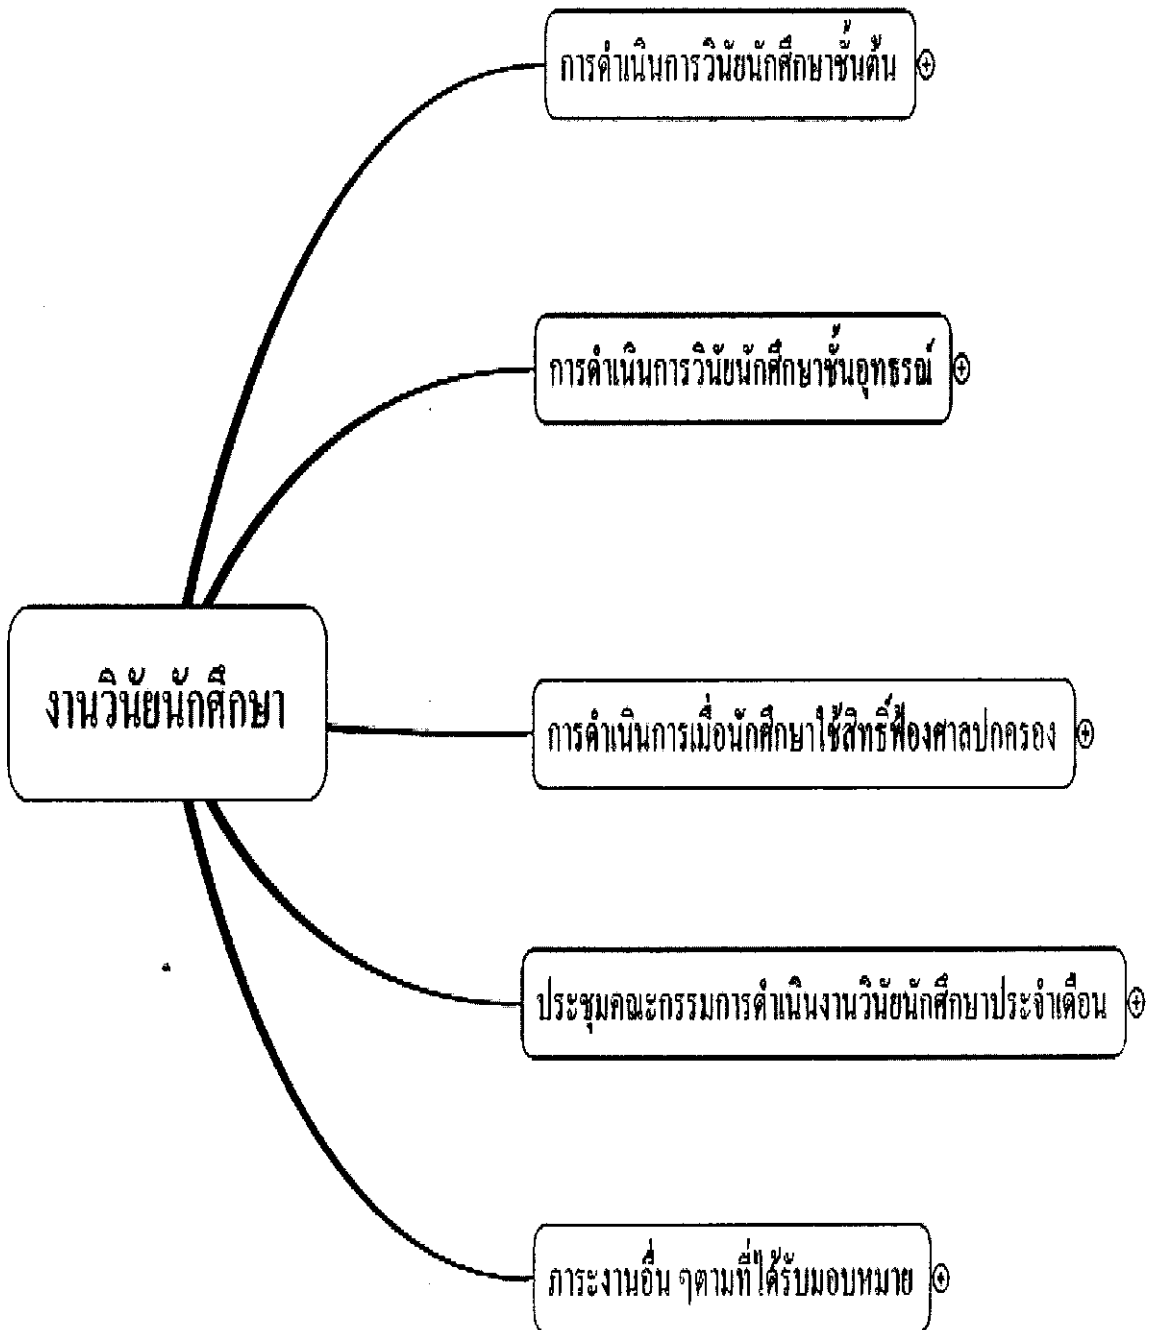 การดำเนินการวินัยนักศึกษาชั้นต้น
การดำเนินการวินัยนักศึกษาชั้นอุทธรณ์
งานวินัยนักศึกษา
การดำเนินการเมื่อนักศึกษาใช้สิทธิ์ฟ้องศาลปกครอง
ประชุมคณะกรรมการดำเนินงานวินัยนักศึกษาประจำเดือน
ภาระงานอื่น ๆตามที่ได้รับมอบหมาย